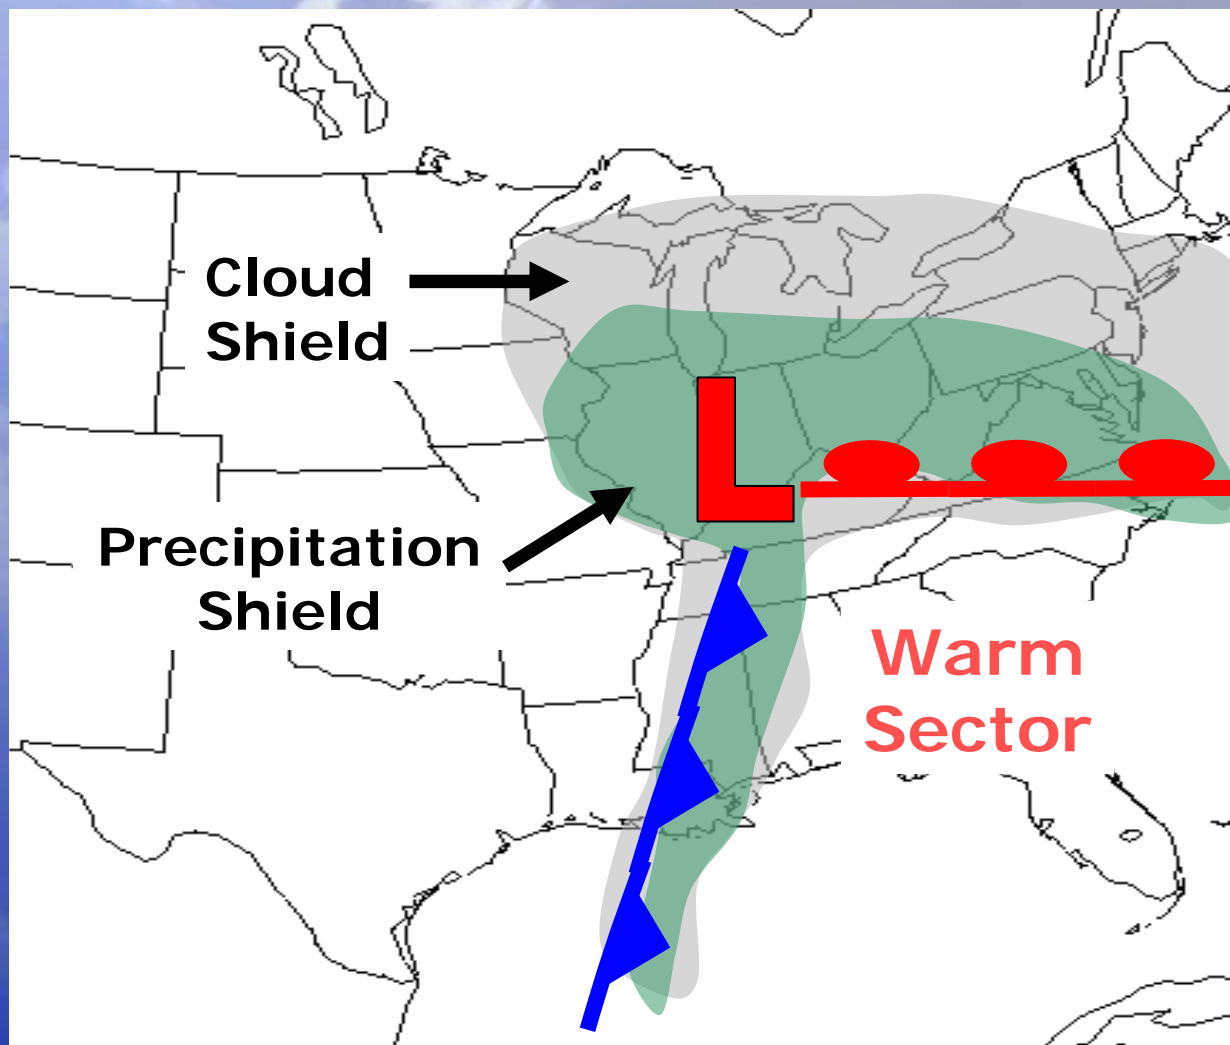 Cloud
Shield
L
Precipitation
Shield
Warm
Sector